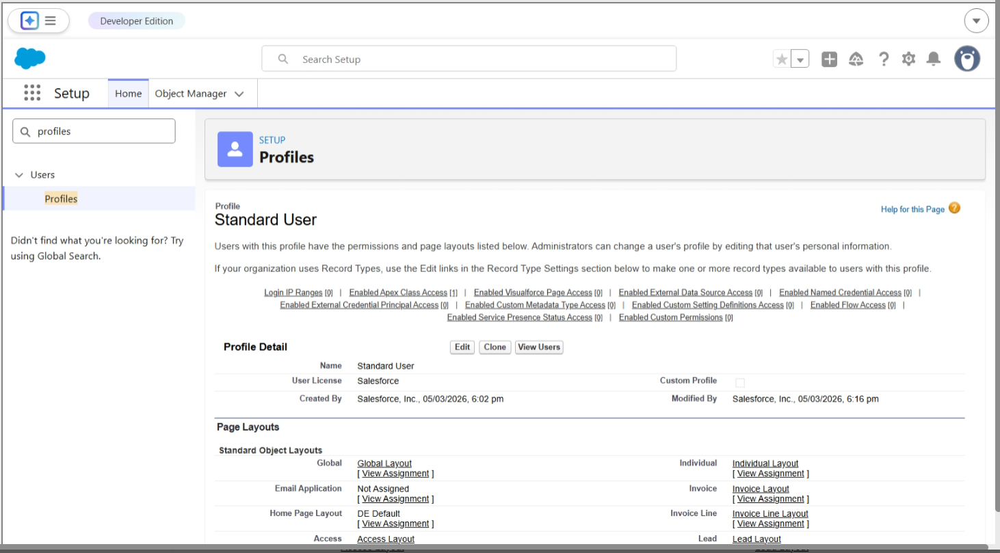 Developer Edition
Search Setup
Setup
Home
Object Manager
profiles
Users
Profiles
Didn't find what you're looking for? Try
using Global Search.
SETUP
Profiles
Profile
Standard User
Help for this Page ?
Users with this profile have the permissions and page layouts listed below. Administrators can change a user's profile by editing that user's personal information.
If your organization uses Record Types, use the Edit links in the Record Type Settings section below to make one or more record types available to users with this profile.
Login IP Ranges [0] | Enabled Apex Class Access [1] | Enabled Visualforce Page Access [0] | Enabled External Data Source Access [0] | Enabled Named Credential Access [0] |
Enabled External Credential Principal Access [0] | Enabled Custom Metadata Type Access [0] | Enabled Custom Setting Definitions Access [0] | Enabled Flow Access [0] |
Enabled Service Presence Status Access [0] | Enabled Custom Permissions [0]
Profile Detail Edit Clone View Users
Name Standard User
User License Salesforce Custom Profile
Created By Salesforce, Inc., 05/03/2026, 6:02 pm Modified By Salesforce, Inc., 05/03/2026, 6:16 pm
Page Layouts
Standard Object Layouts
Global Global Layout Individual Individual Layout
[ View Assignment ] [ View Assignment ]
Email Application Not Assigned Invoice Invoice Layout
[ View Assignment ] [ View Assignment ]
Home Page Layout DE Default Invoice Line Invoice Line Layout
[ View Assignment ] [ View Assignment ]
Access Access Layout Lead Lead Layout